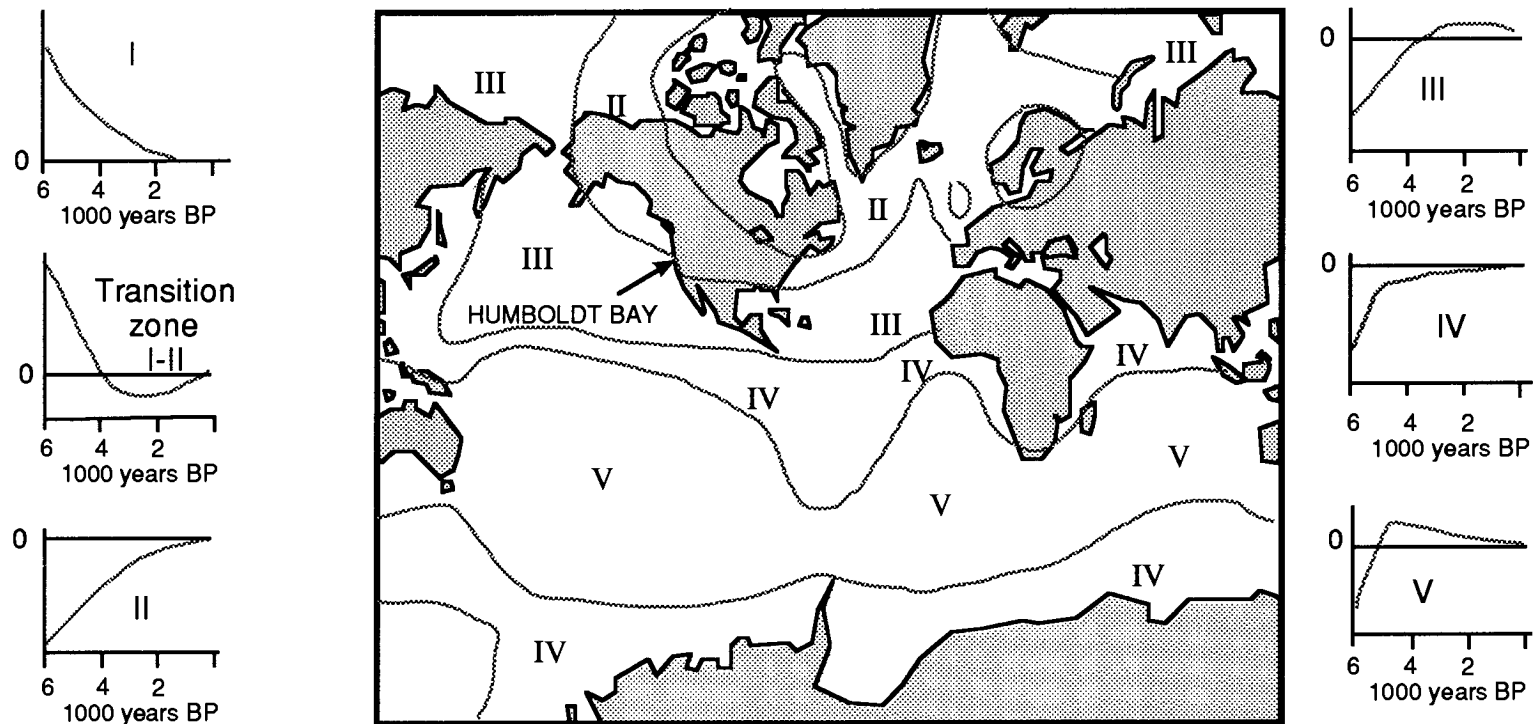 I
0
6 4 2
1000 years BP
Transition
zone
I-II
0
6 4 2
1000 years BP
0
II
6 4 2
1000 years BP
III
II
III
II
III
HUMBOLDT BAY
III
IV
IV
IV
V
V
V
IV
IV
0
III
6 4 2
1000 years BP
0
IV
6 4 2
1000 years BP
0
V
6 4 2
1000 years BP